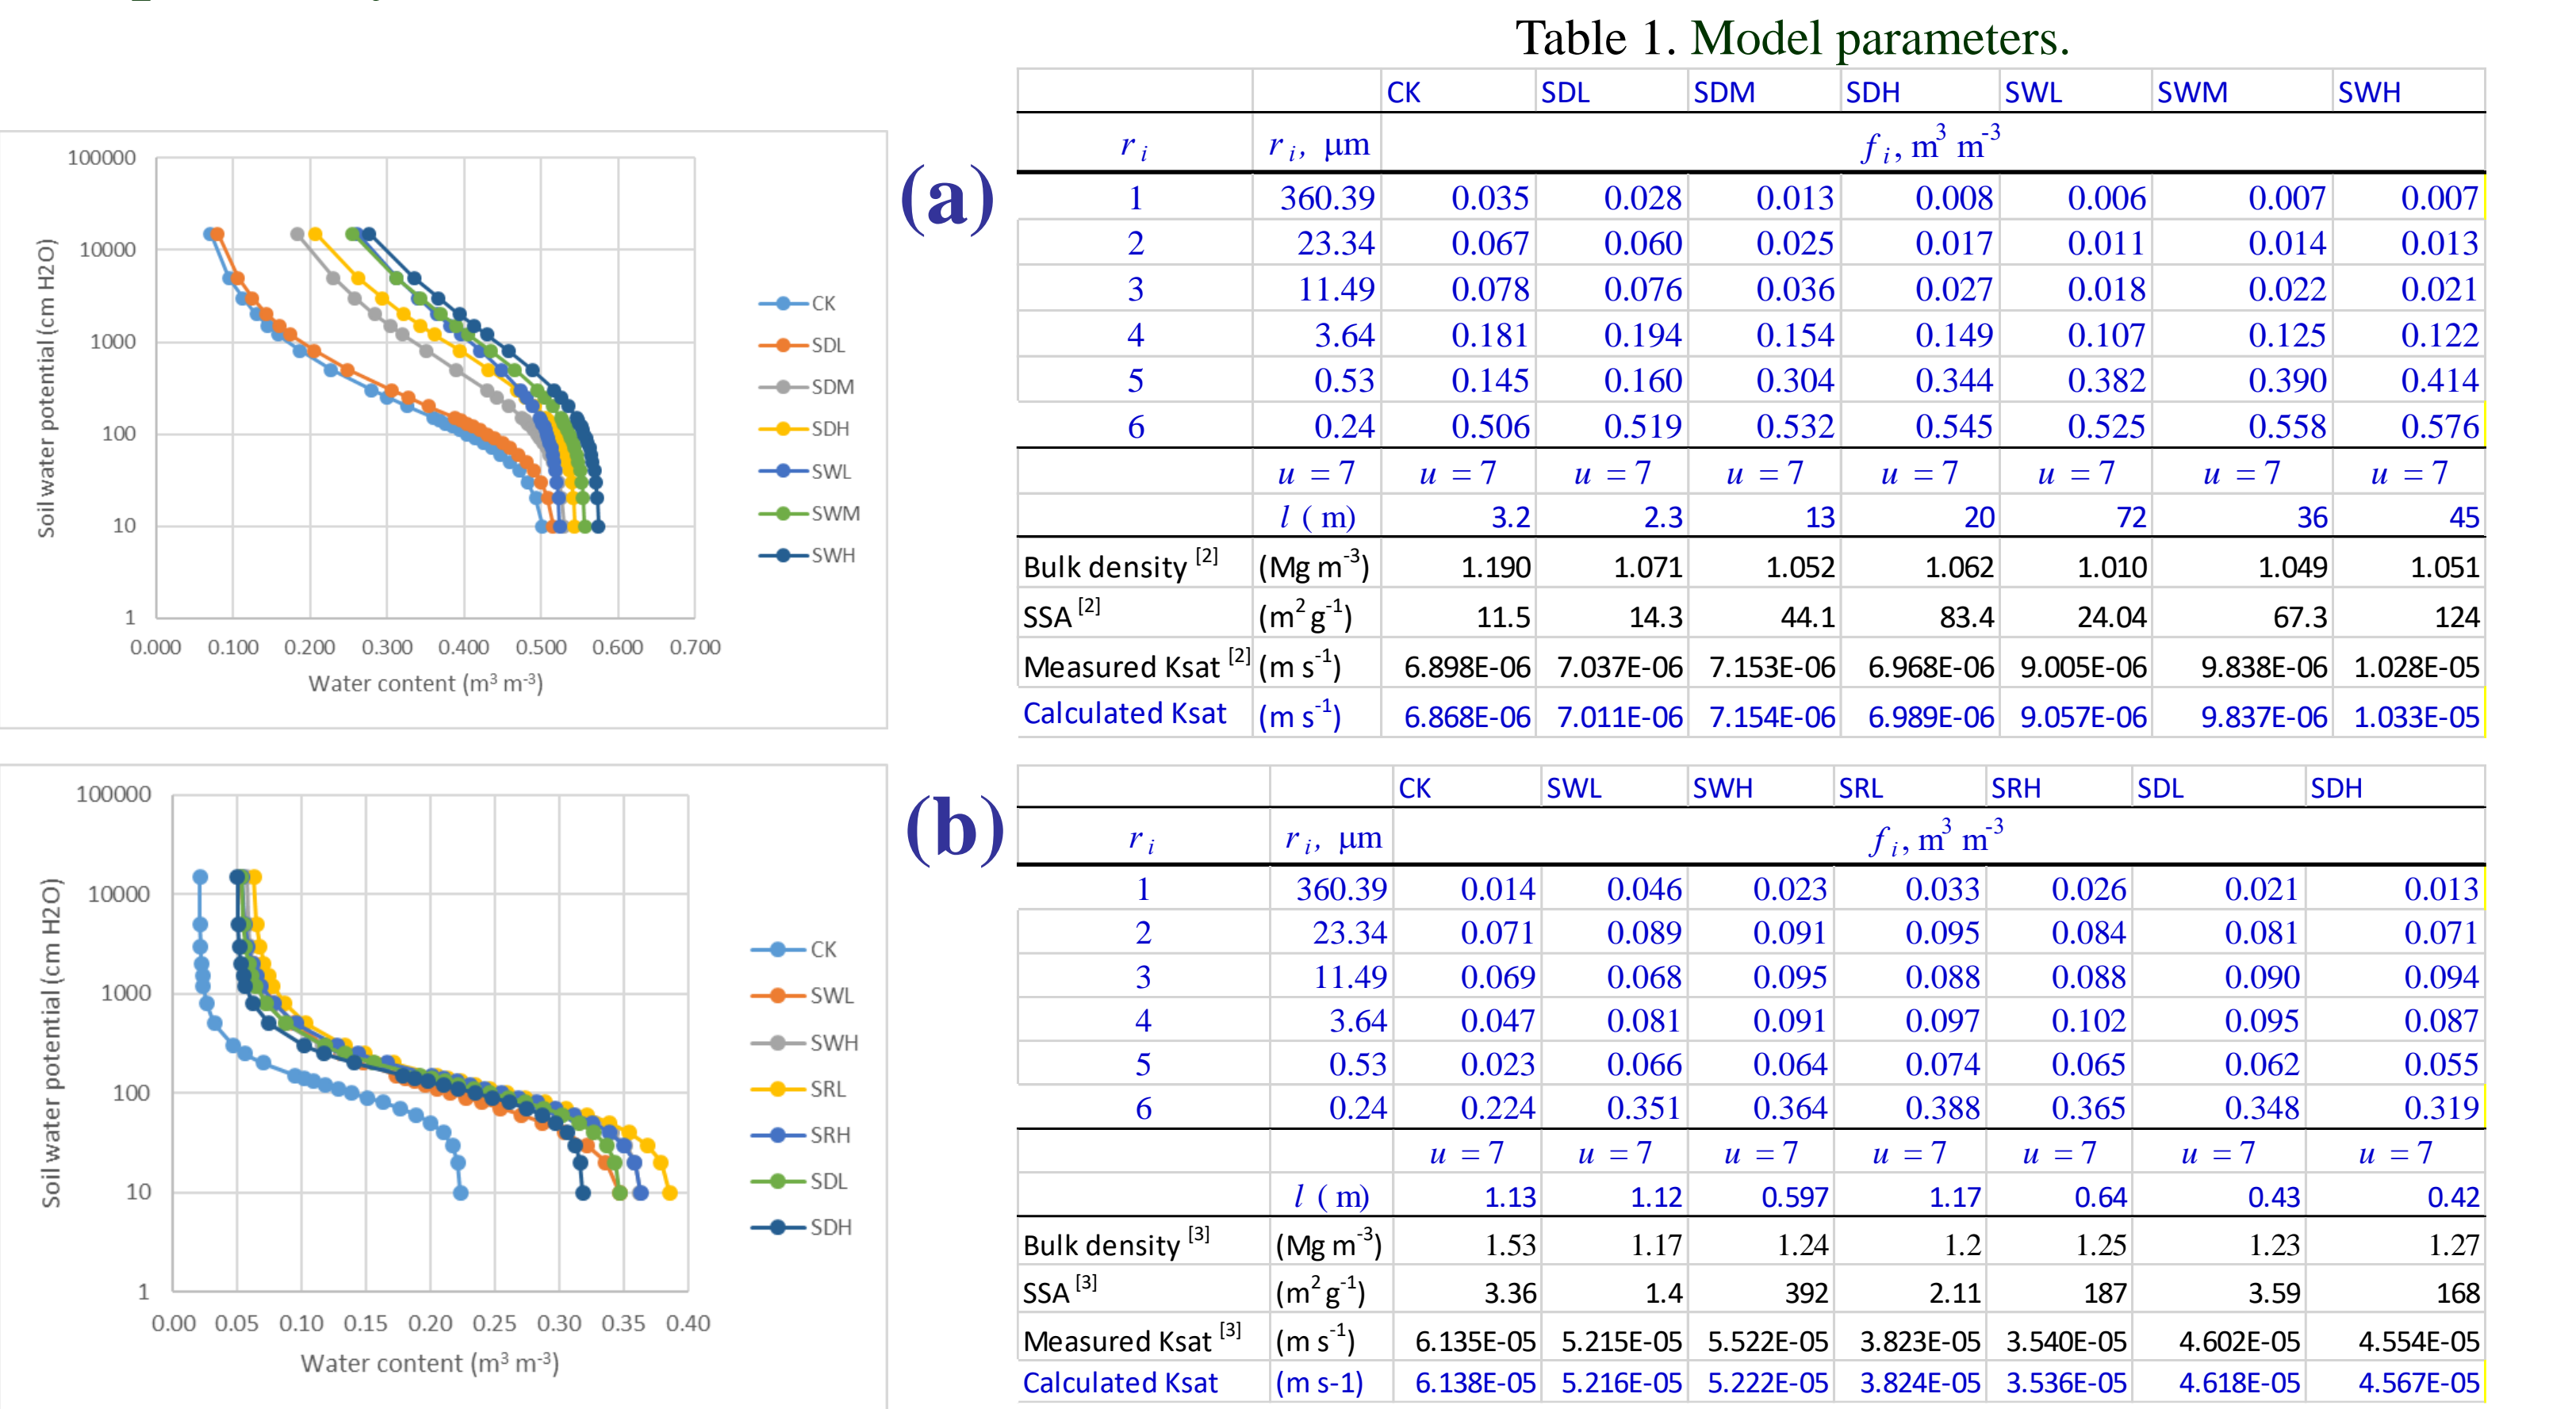 Table 1. Model parameters.
100000
10000
1000
100
10
1
0.000 0.100 0.200 0.300 0.400 0.500 0.600 0.700
Soil water potential (cm H2O)
Water content (m³ m⁻³)
CK
SDL
SDM
SDH
SWL
SWM
SWH
(a)
CK SDL SDM SDH SWL SWM SWH
r i r i, μm f i, m³ m⁻³
1 360.39 0.035 0.028 0.013 0.008 0.006 0.007 0.007
2 23.34 0.067 0.060 0.025 0.017 0.011 0.014 0.013
3 11.49 0.078 0.076 0.036 0.027 0.018 0.022 0.021
4 3.64 0.181 0.194 0.154 0.149 0.107 0.125 0.122
5 0.53 0.145 0.160 0.304 0.344 0.382 0.390 0.414
6 0.24 0.506 0.519 0.532 0.545 0.525 0.558 0.576
u = 7 u = 7 u = 7 u = 7 u = 7 u = 7 u = 7 u = 7
l ( m) 3.2 2.3 13 20 72 36 45
Bulk density [2] (Mg m⁻³) 1.190 1.071 1.052 1.062 1.010 1.049 1.051
SSA [2] (m² g⁻¹) 11.5 14.3 44.1 83.4 24.04 67.3 124
Measured Ksat [2] (m s⁻¹) 6.898E-06 7.037E-06 7.153E-06 6.968E-06 9.005E-06 9.838E-06 1.028E-05
Calculated Ksat (m s⁻¹) 6.868E-06 7.011E-06 7.154E-06 6.989E-06 9.057E-06 9.837E-06 1.033E-05
100000
10000
1000
100
10
1
0.00 0.05 0.10 0.15 0.20 0.25 0.30 0.35 0.40
Soil water potential (cm H2O)
Water content (m³ m⁻³)
CK
SWL
SWH
SRL
SRH
SDL
SDH
(b)
CK SWL SWH SRL SRH SDL SDH
r i r i, μm f i, m³ m⁻³
1 360.39 0.014 0.046 0.023 0.033 0.026 0.021 0.013
2 23.34 0.071 0.089 0.091 0.095 0.084 0.081 0.071
3 11.49 0.069 0.068 0.095 0.088 0.088 0.090 0.094
4 3.64 0.047 0.081 0.091 0.097 0.102 0.095 0.087
5 0.53 0.023 0.066 0.064 0.074 0.065 0.062 0.055
6 0.24 0.224 0.351 0.364 0.388 0.365 0.348 0.319
u = 7 u = 7 u = 7 u = 7 u = 7 u = 7 u = 7
l ( m) 1.13 1.12 0.597 1.17 0.64 0.43 0.42
Bulk density [3] (Mg m⁻³) 1.53 1.17 1.24 1.2 1.25 1.23 1.27
SSA [3] (m² g⁻¹) 3.36 1.4 392 2.11 187 3.59 168
Measured Ksat [3] (m s⁻¹) 6.135E-05 5.215E-05 5.522E-05 3.823E-05 3.540E-05 4.602E-05 4.554E-05
Calculated Ksat (m s-1) 6.138E-05 5.216E-05 5.222E-05 3.824E-05 3.536E-05 4.618E-05 4.567E-05